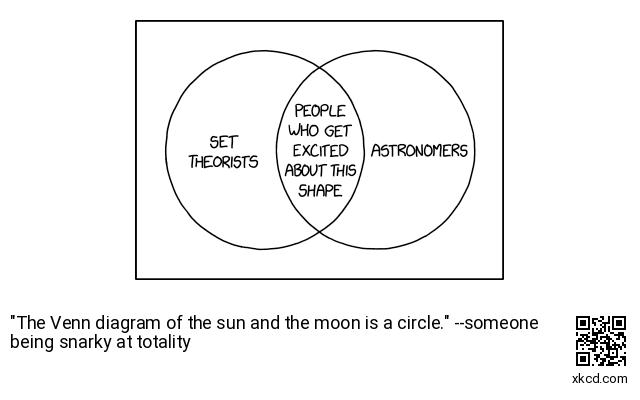 SET
THEORISTS
PEOPLE
WHO GET
EXCITED
ABOUT THIS
SHAPE
ASTRONOMERS
"The Venn diagram of the sun and the moon is a circle." --someone
being snarky at totality
xkcd.com